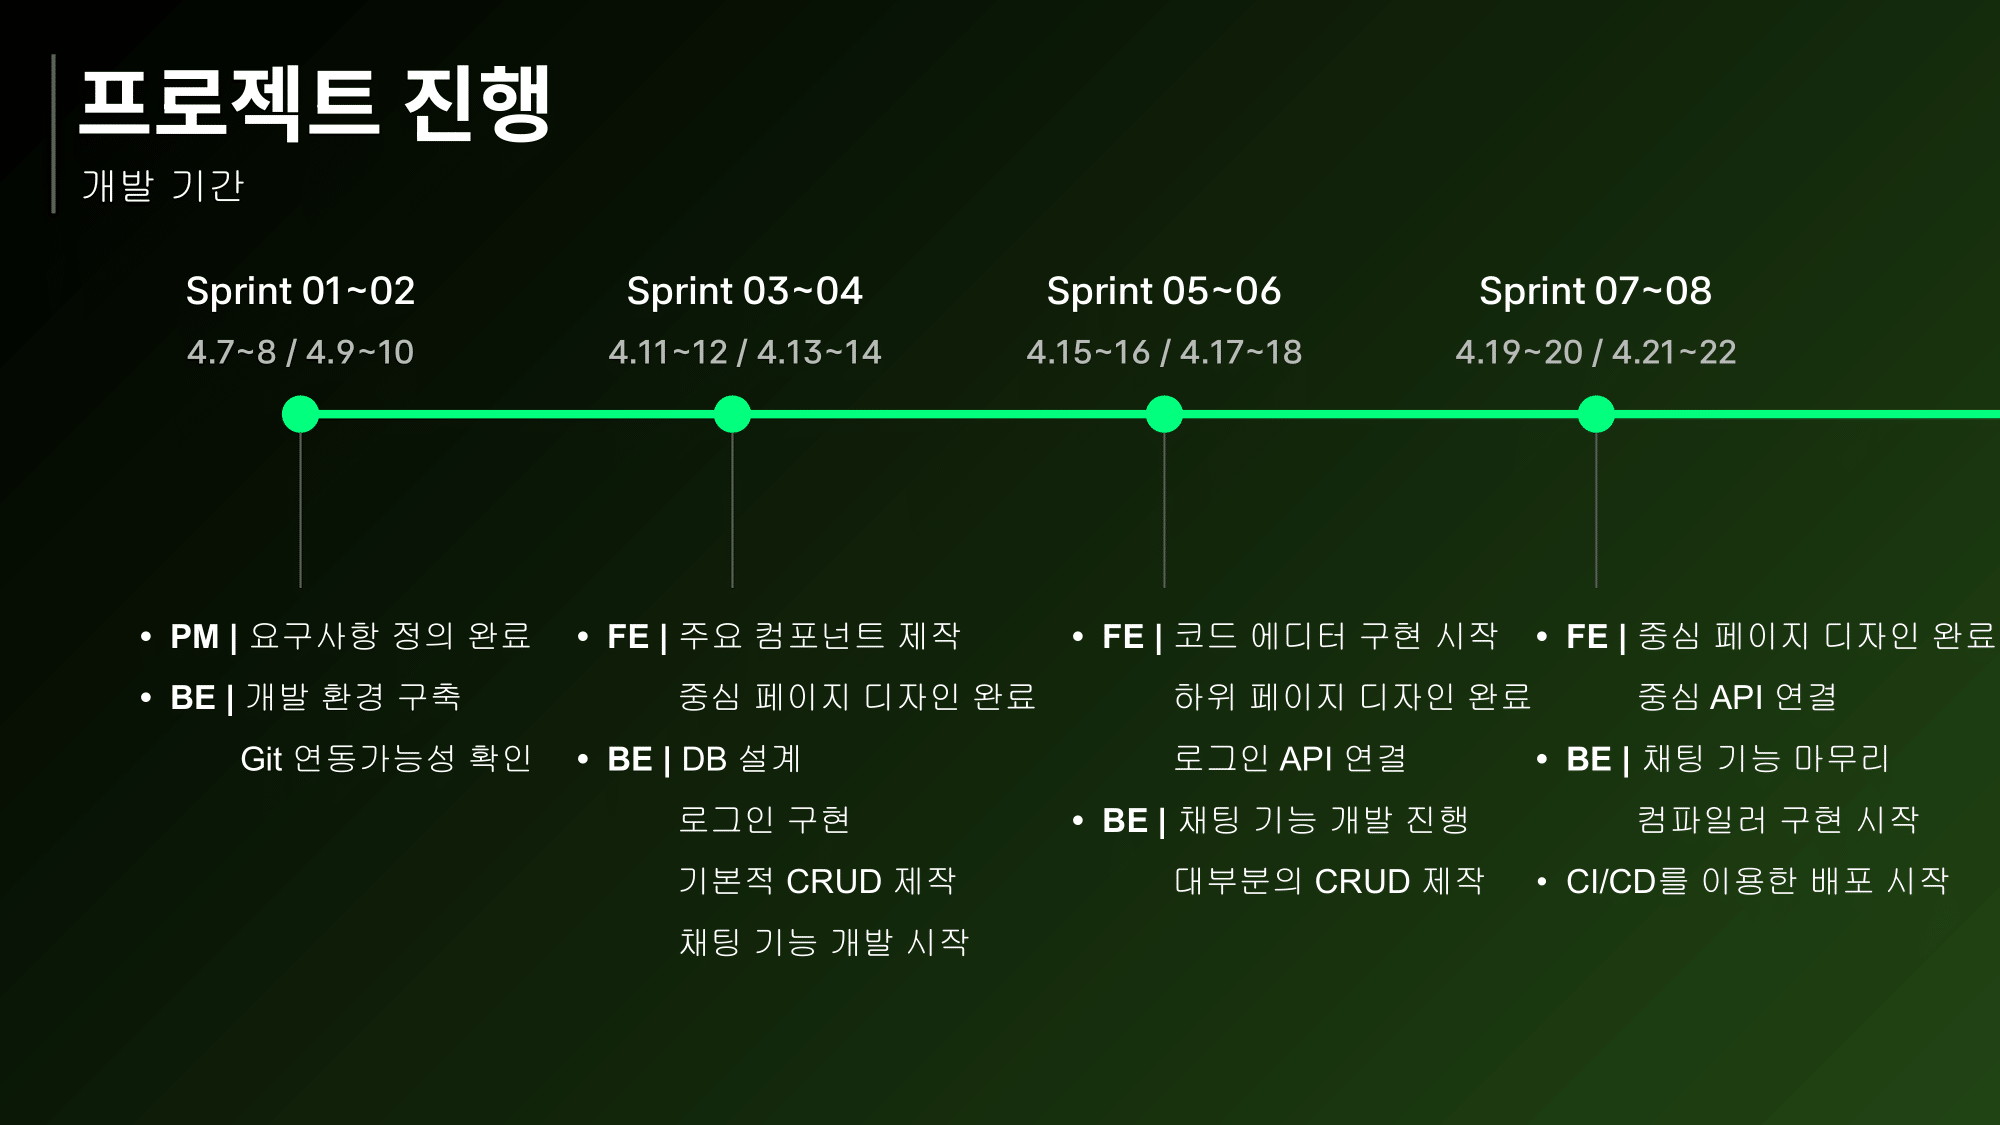 프로젝트 진행
개발 기간
Sprint 01~02
4.7~8 / 4.9~10
Sprint 03~04
4.11~12 / 4.13~14
Sprint 05~06
4.15~16 / 4.17~18
Sprint 07~08
4.19~20 / 4.21~22
• PM | 요구사항 정의 완료
• BE | 개발 환경 구축
Git 연동가능성 확인
• FE | 주요 컴포넌트 제작
중심 페이지 디자인 완료
• BE | DB 설계
로그인 구현
기본적 CRUD 제작
채팅 기능 개발 시작
• FE | 코드 에디터 구현 시작
하위 페이지 디자인 완료
로그인 API 연결
• BE | 채팅 기능 개발 진행
대부분의 CRUD 제작
• FE | 중심 페이지 디자인 완료
중심 API 연결
• BE | 채팅 기능 마무리
컴파일러 구현 시작
• CI/CD를 이용한 배포 시작